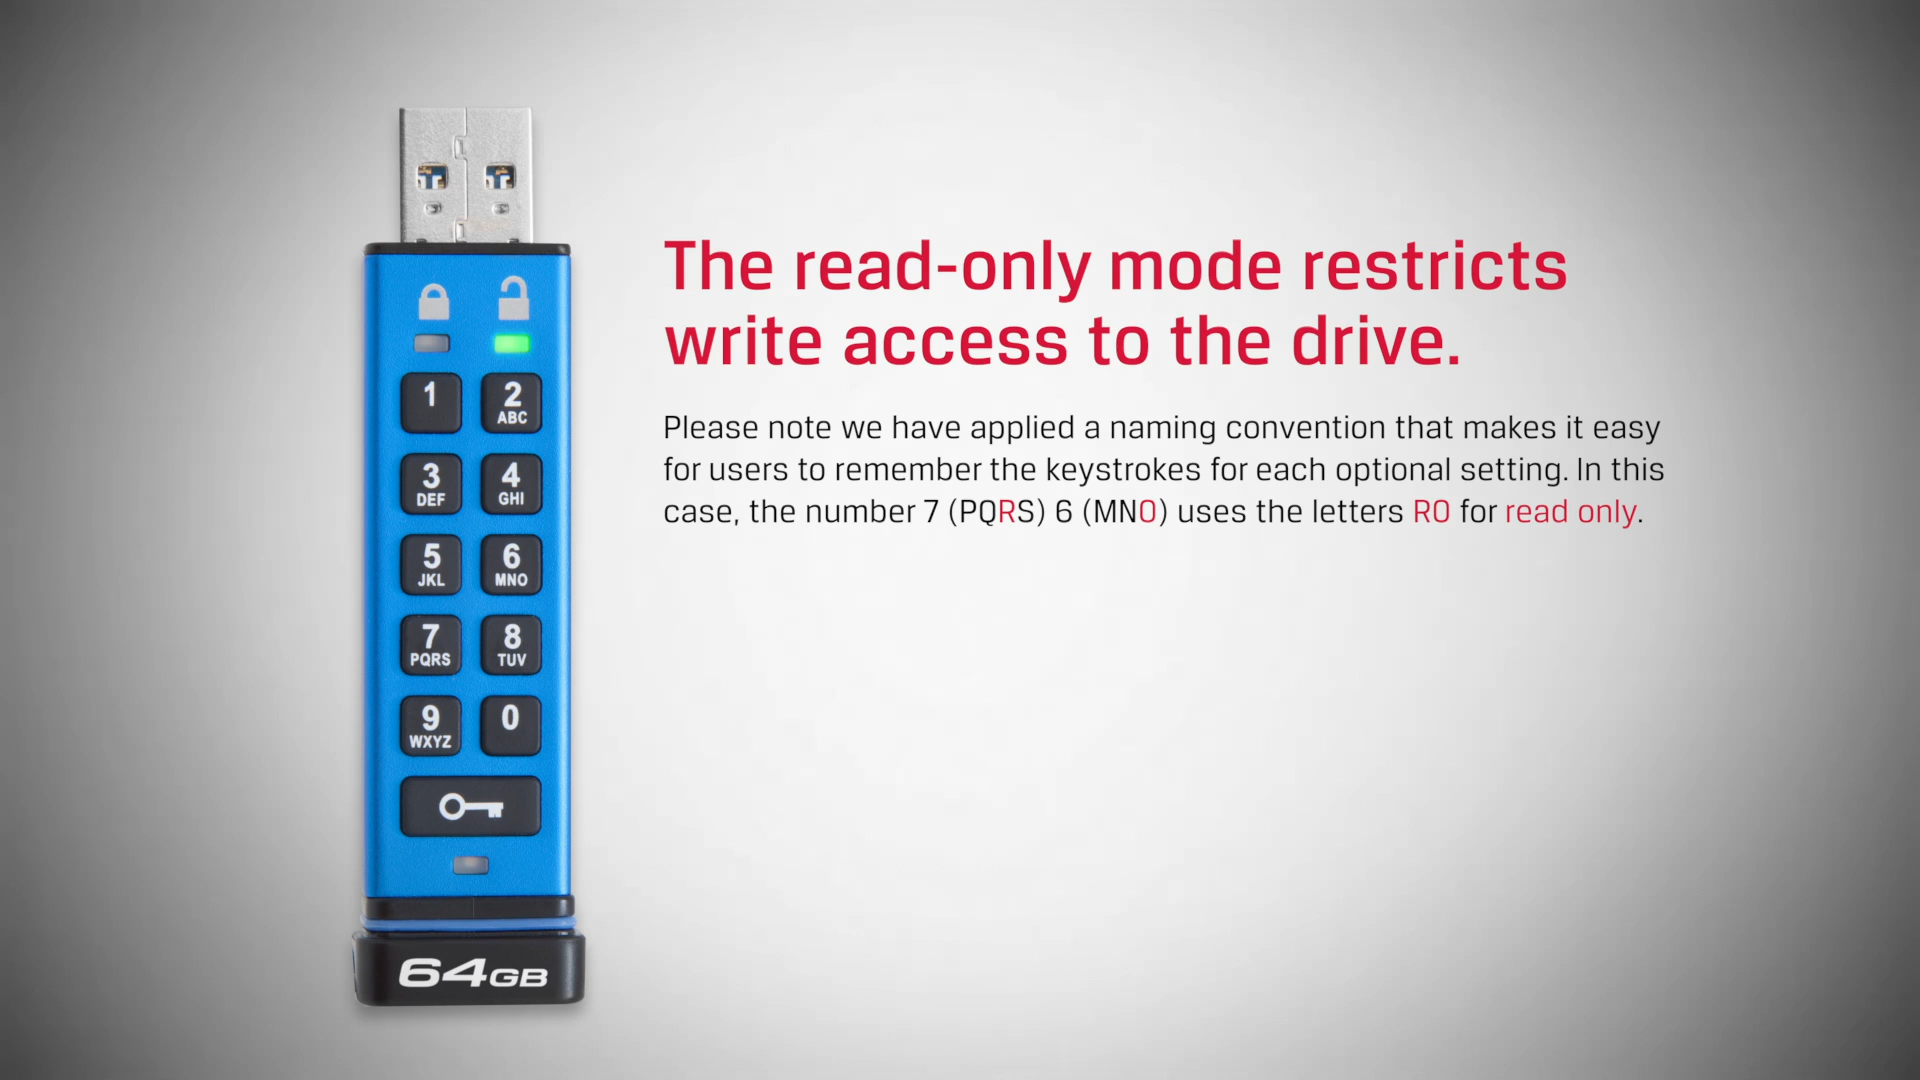 The read-only mode restricts
write access to the drive.
Please note we have applied a naming convention that makes it easy
for users to remember the keystrokes for each optional setting. In this
case, the number 7 (PQRS) 6 (MNO) uses the letters RO for read only.
1
2
ABC
3
DEF
4
GHI
5
JKL
6
MNO
7
PQRS
8
TUV
9
WXYZ
0
64GB